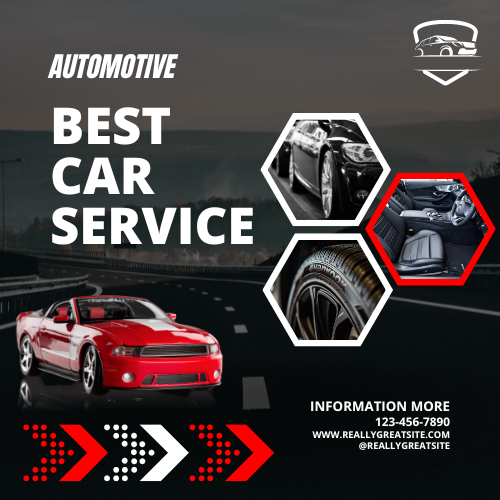 AUTOMOTIVE
BEST
CAR
SERVICE
INFORMATION MORE
123-456-7890
WWW.REALLYGREATSITE.COM
@REALLYGREATSITE